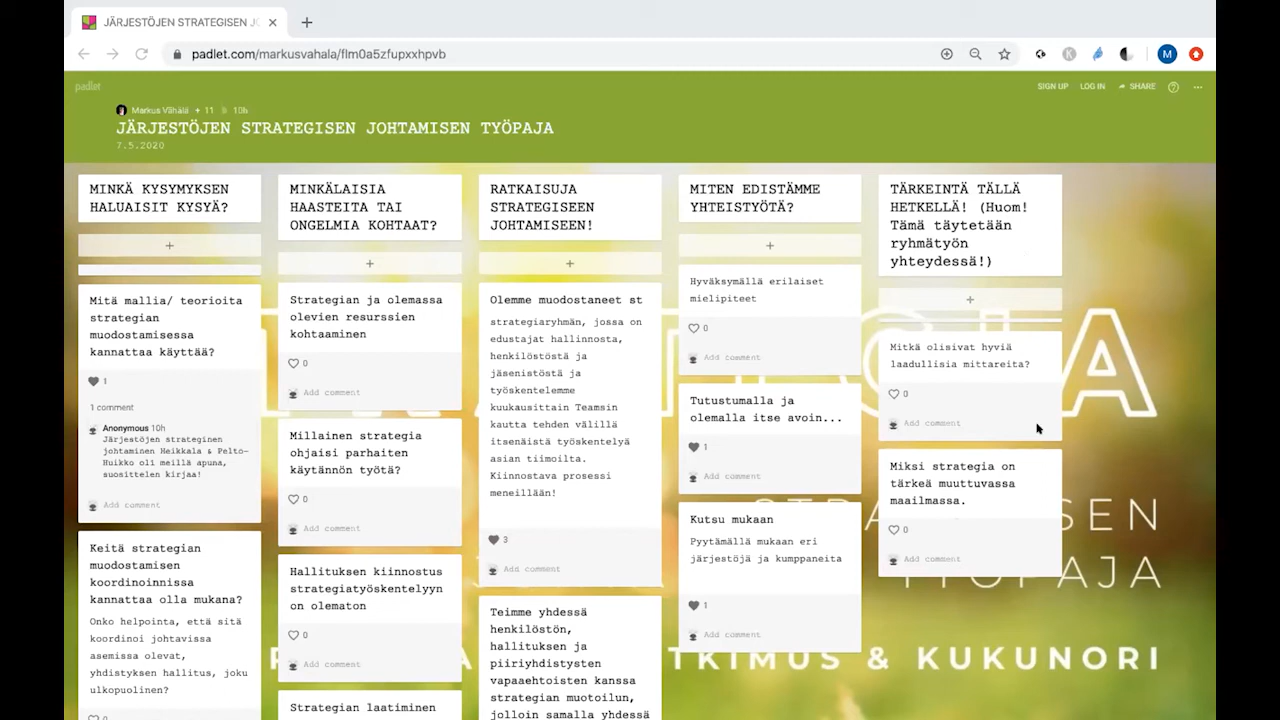 JÄRJESTÖJEN STRATEGISEN JO
padlet.com/markusvahala/flm0a5zfupxxhpvb
K
M
padlet
SIGN UP
LOG IN
SHARE
Markus Vähälä + 11
10h
JÄRJESTÖJEN STRATEGISEN JOHTAMISEN TYÖPAJA
7.5.2020
MINKÄ KYSYMYKSEN
HALUAISIT KYSYÄ?
+
Mitä mallia/ teorioita
strategian
muodostamisessa
kannattaa käyttää?
1
1 comment
Anonymous 10h
Järjestöjen strateginen
johtaminen Heikkala & Pelto-
Huikko oli meillä apuna,
suosittelen kirjaa!
Add comment
Keitä strategian
muodostamisen
koordinoinnissa
kannattaa olla mukana?
Onko helpointa, että sitä
koordinoi johtavissa
asemissa olevat,
yhdistyksen hallitus, joku
ulkopuolinen?
0
MINKÄLAISIA
HAASTEITA TAI
ONGELMIA KOHTAAT?
+
Strategian ja olemassa
olevien resurssien
kohtaaminen
0
Add comment
Millainen strategia
ohjaisi parhaiten
käytännön työtä?
0
Add comment
Hallituksen kiinnostus
strategiatyöskentelyyn
on olematon
0
Add comment
Strategian laatiminen
RATKAISUJA
STRATEGISEEN
JOHTAMISEEN!
+
Olemme muodostaneet st
strategiaryhmän, jossa on
edustajat hallinnosta,
henkilöstöstä ja
jäsenistöstä ja
työskentelemme
kuukausittain Teamsin
kautta tehden välillä
itsenäistä työskentelyä
asian tiimoilta.
Kiinnostava prosessi
meneillään!
3
Add comment
Teimme yhdessä
henkilöstön,
hallituksen ja
piiriyhdistysten
vapaaehtoisten kanssa
strategian muotoilun,
jolloin samalla yhdessä
MITEN EDISTÄMME
YHTEISTYÖTÄ?
+
Hyväksymällä erilaiset
mielipiteet
0
Add comment
Tutustumalla ja
olemalla itse avoin...
1
Add comment
Kutsu mukaan
Pyytämällä mukaan eri
järjestöjä ja kumppaneita
1
Add comment
TÄRKEINTÄ TÄLLÄ
HETKELLÄ! (Huom!
Tämä täytetään
ryhmätyön
yhteydessä!)
+
Mitkä olisivat hyviä
laadullisia mittareita?
0
Add comment
Miksi strategia on
tärkeä muuttuvassa
maailmassa.
0
Add comment
SEN
TYÖPAJA
TKIMUS & KUKUNORI